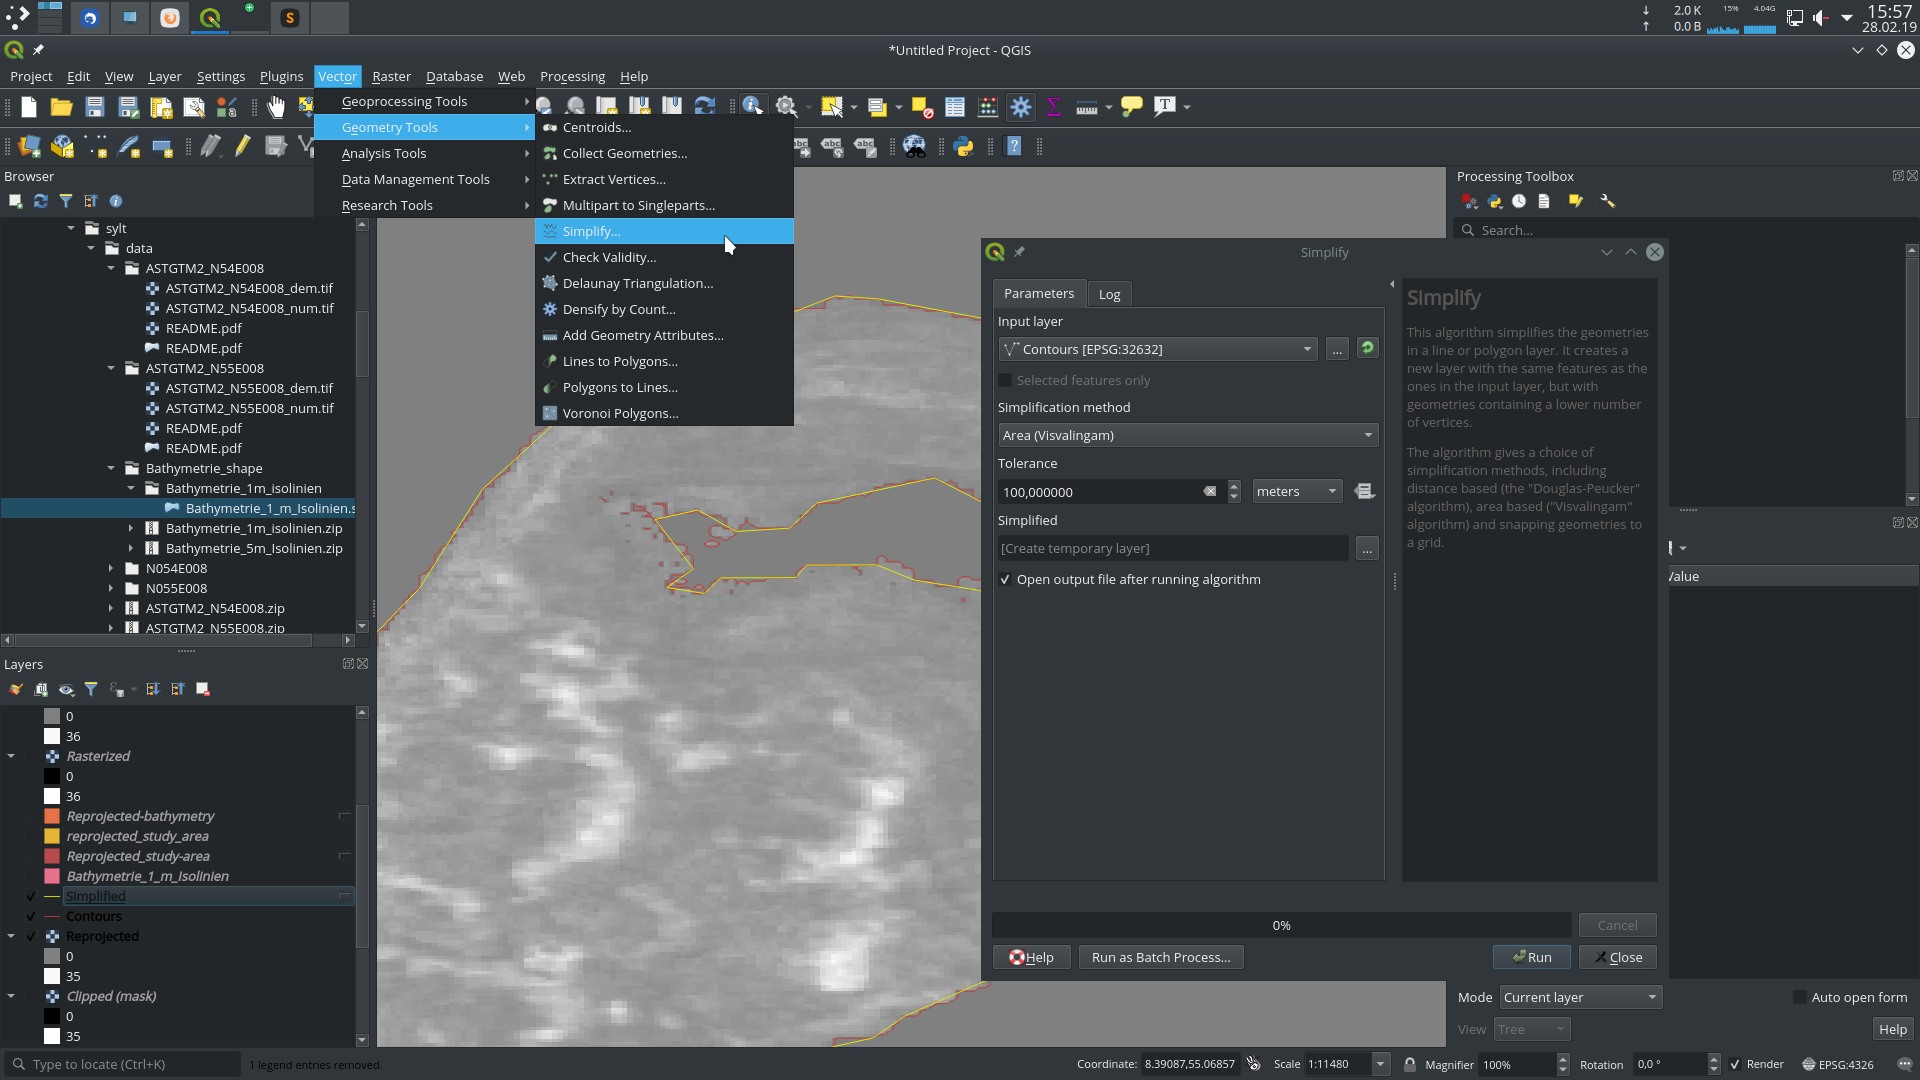 2.0 K
0.0 B
15%
4.04G
15:57
28.02.19
*Untitled Project - QGIS
Project Edit View Layer Settings Plugins Vector Raster Database Web Processing Help
Geoprocessing Tools
Geometry Tools
Analysis Tools
Data Management Tools
Research Tools
Centroids...
Collect Geometries...
Extract Vertices...
Multipart to Singleparts...
Simplify...
Check Validity...
Delaunay Triangulation...
Densify by Count...
Add Geometry Attributes...
Lines to Polygons...
Polygons to Lines...
Voronoi Polygons...
Browser
sylt
data
ASTGTM2_N54E008
ASTGTM2_N54E008_dem.tif
ASTGTM2_N54E008_num.tif
README.pdf
README.pdf
ASTGTM2_N55E008
ASTGTM2_N55E008_dem.tif
ASTGTM2_N55E008_num.tif
README.pdf
README.pdf
Bathymetrie_shape
Bathymetrie_1m_isolinien
Bathymetrie_1_m_Isolinien.s
Bathymetrie_1m_isolinien.zip
Bathymetrie_5m_Isolinien.zip
N054E008
N055E008
ASTGTM2_N54E008.zip
ASTGTM2_N55E008.zip
Layers
0
36
Rasterized
0
36
Reprojected-bathymetry
reprojected_study_area
Reprojected_study-area
Bathymetrie_1_m_Isolinien
Simplified
Contours
Reprojected
0
35
Clipped (mask)
0
35
Processing Toolbox
Search...
Simplify
Parameters Log
Input layer
Contours [EPSG:32632]
...
Selected features only
Simplification method
Area (Visvalingam)
Tolerance
100,000000
meters
Simplified
[Create temporary layer]
...
Open output file after running algorithm
Simplify
This algorithm simplifies the geometries
in a line or polygon layer. It creates a
new layer with the same features as the
ones in the input layer, but with
geometries containing a lower number
of vertices.
The algorithm gives a choice of
simplification methods, including
distance based (the "Douglas-Peucker"
algorithm), area based ("Visvalingam"
algorithm) and snapping geometries to
a grid.
0%
Cancel
Help
Run as Batch Process...
Run
Close
Value
Mode Current layer
Auto open form
View Tree
Help
Type to locate (Ctrl+K)
1 legend entries removed.
Coordinate: 8.39087,55.06857
Scale 1:11480
Magnifier 100%
Rotation 0,0 °
Render
EPSG:4326